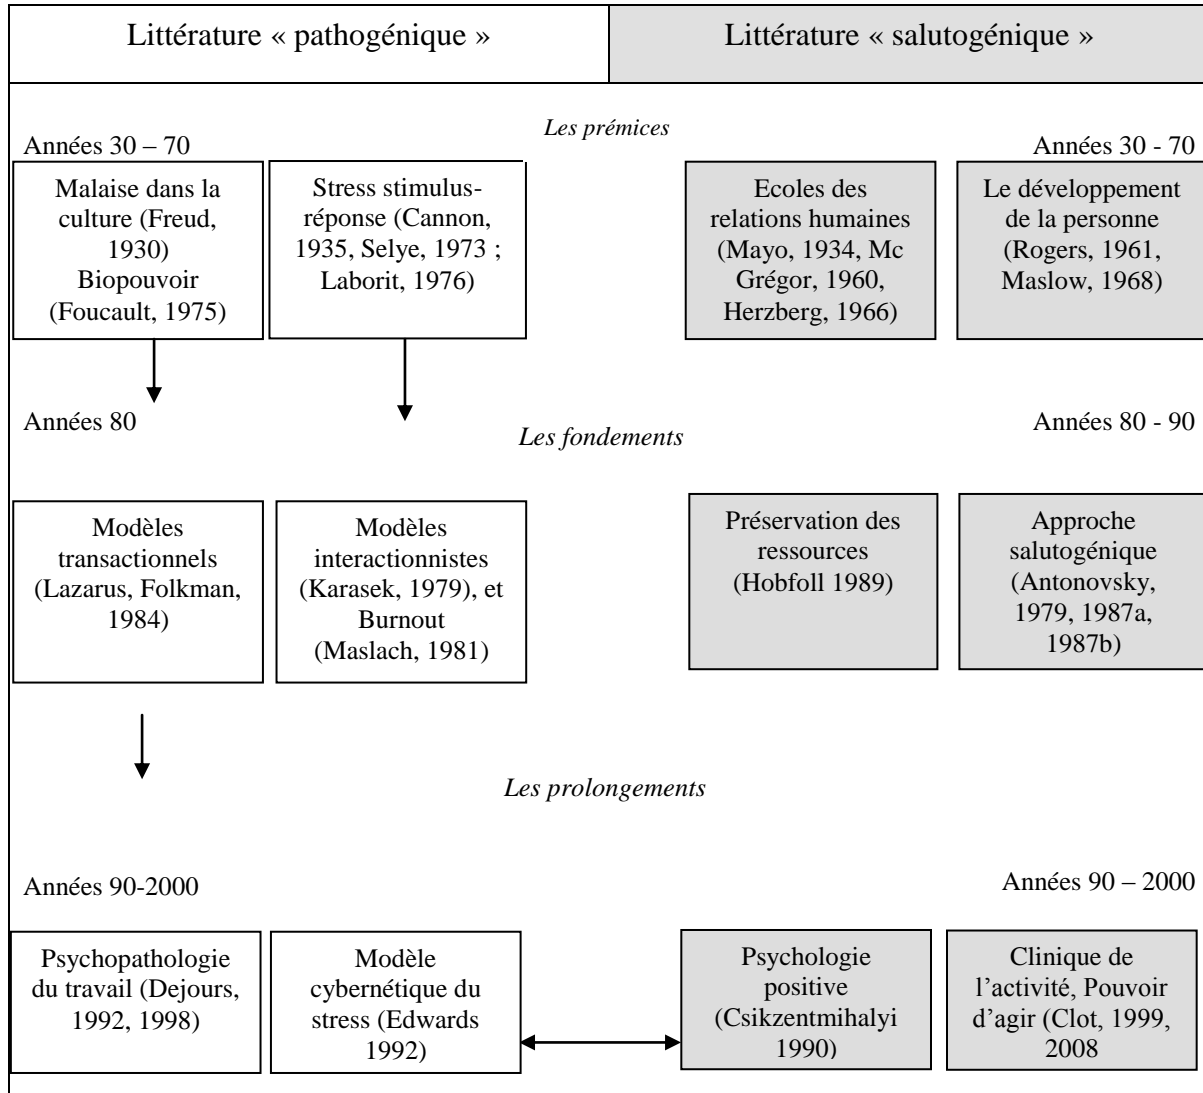 Littérature « pathogénique »
Littérature « salutogénique »
Les prémices
Années 30 – 70
Années 30 - 70
Malaise dans la
culture (Freud,
1930)
Biopouvoir
(Foucault, 1975)
Stress stimulus-
réponse (Cannon,
1935, Selye, 1973 ;
Laborit, 1976)
Ecoles des
relations humaines
(Mayo, 1934, Mc
Grégor, 1960,
Herzberg, 1966)
Le développement
de la personne
(Rogers, 1961,
Maslow, 1968)
Années 80
Les fondements
Années 80 - 90
Modèles
transactionnels
(Lazarus, Folkman,
1984)
Modèles
interactionnistes
(Karasek, 1979), et
Burnout
(Maslach, 1981)
Préservation des
ressources
(Hobfoll 1989)
Approche
salutogénique
(Antonovsky,
1979, 1987a,
1987b)
Les prolongements
Années 90-2000
Années 90 – 2000
Psychopathologie
du travail (Dejours,
1992, 1998)
Modèle
cybernétique du
stress (Edwards
1992)
Psychologie
positive
(Csikzentmihalyi
1990)
Clinique de
l’activité, Pouvoir
d’agir (Clot, 1999,
2008